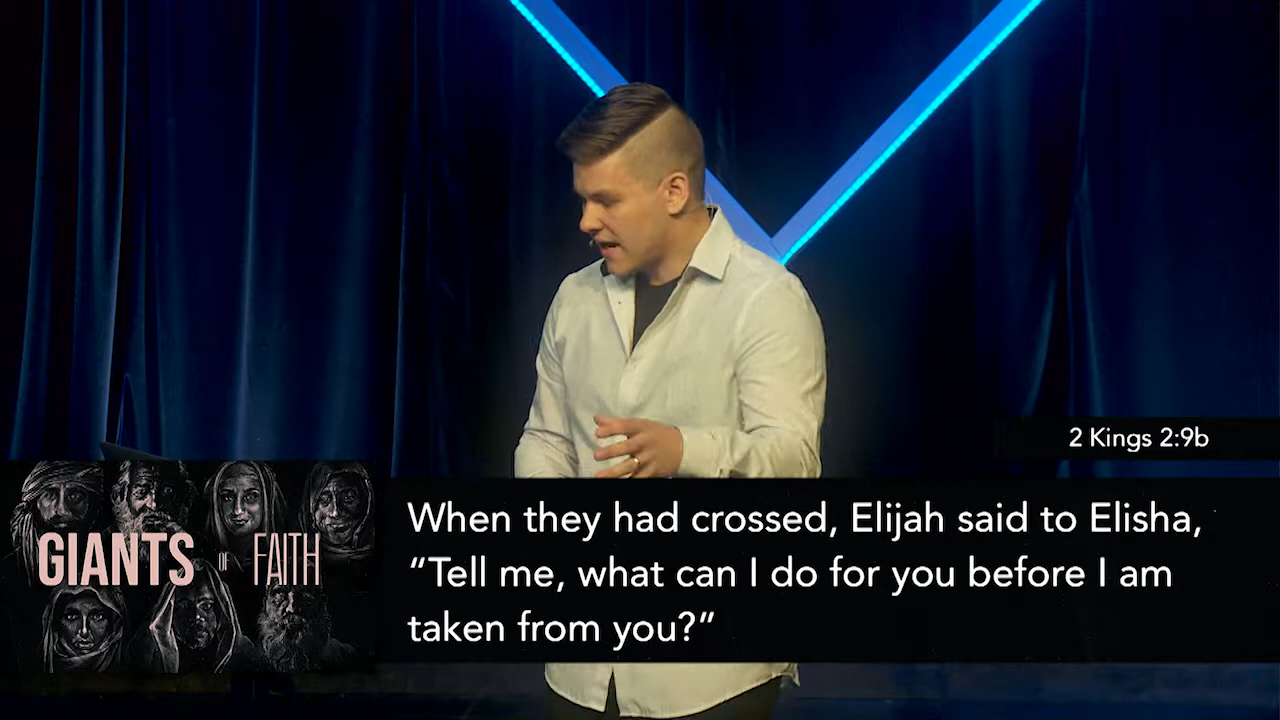 2 Kings 2:9b
GIANTS OF FAITH
When they had crossed, Elijah said to Elisha,
“Tell me, what can I do for you before I am
taken from you?”